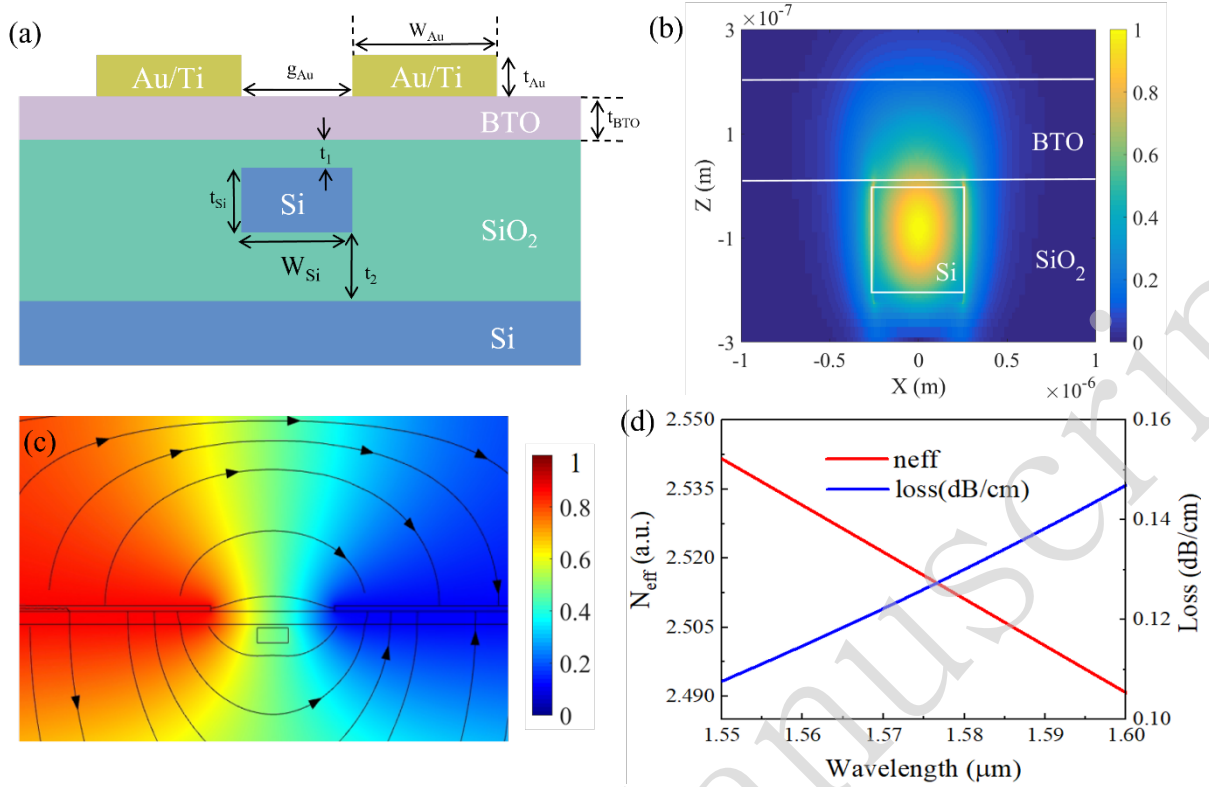 (a)
W_Au
Au/Ti
g_Au
Au/Ti
t_Au
BTO
t_BTO
t_1
t_Si
Si
SiO_2
W_Si
t_2
Si
(b)
×10^-7
3
1
-1
-3
Z (m)
BTO
Si
SiO_2
-1
-0.5
0
0.5
1
X (m)
×10^-6
1
0.8
0.6
0.4
0.2
0
(c)
1
0.8
0.6
0.4
0.2
0
(d)
2.550
2.535
2.520
2.505
2.490
N_eff (a.u.)
neff
loss(dB/cm)
0.16
0.14
0.12
0.10
Loss (dB/cm)
1.55
1.56
1.57
1.58
1.59
1.60
Wavelength (μm)